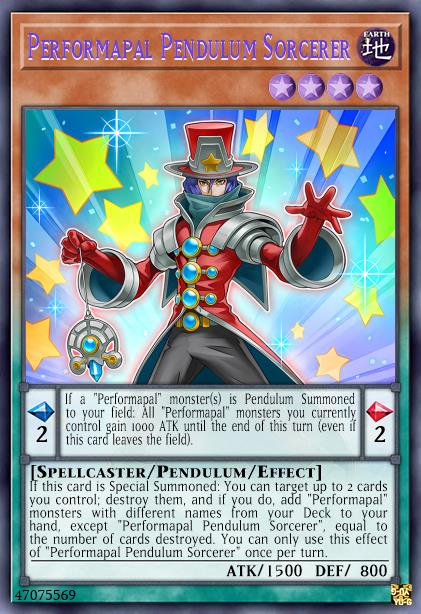 PERFORMAPAL PENDULUM SORCERER
EARTH
地
If a "Performapal" monster(s) is Pendulum Summoned
to your field: All "Performapal" monsters you currently
control gain 1000 ATK until the end of this turn (even if
this card leaves the field).
2
2
[SPELLCASTER/PENDULUM/EFFECT]
If this card is Special Summoned: You can target up to 2 cards
you control; destroy them, and if you do, add "Performapal"
monsters with different names from your Deck to your
hand, except "Performapal Pendulum Sorcerer", equal to
the number of cards destroyed. You can only use this effect
of "Performapal Pendulum Sorcerer" once per turn.
ATK/1500 DEF/ 800
47075569